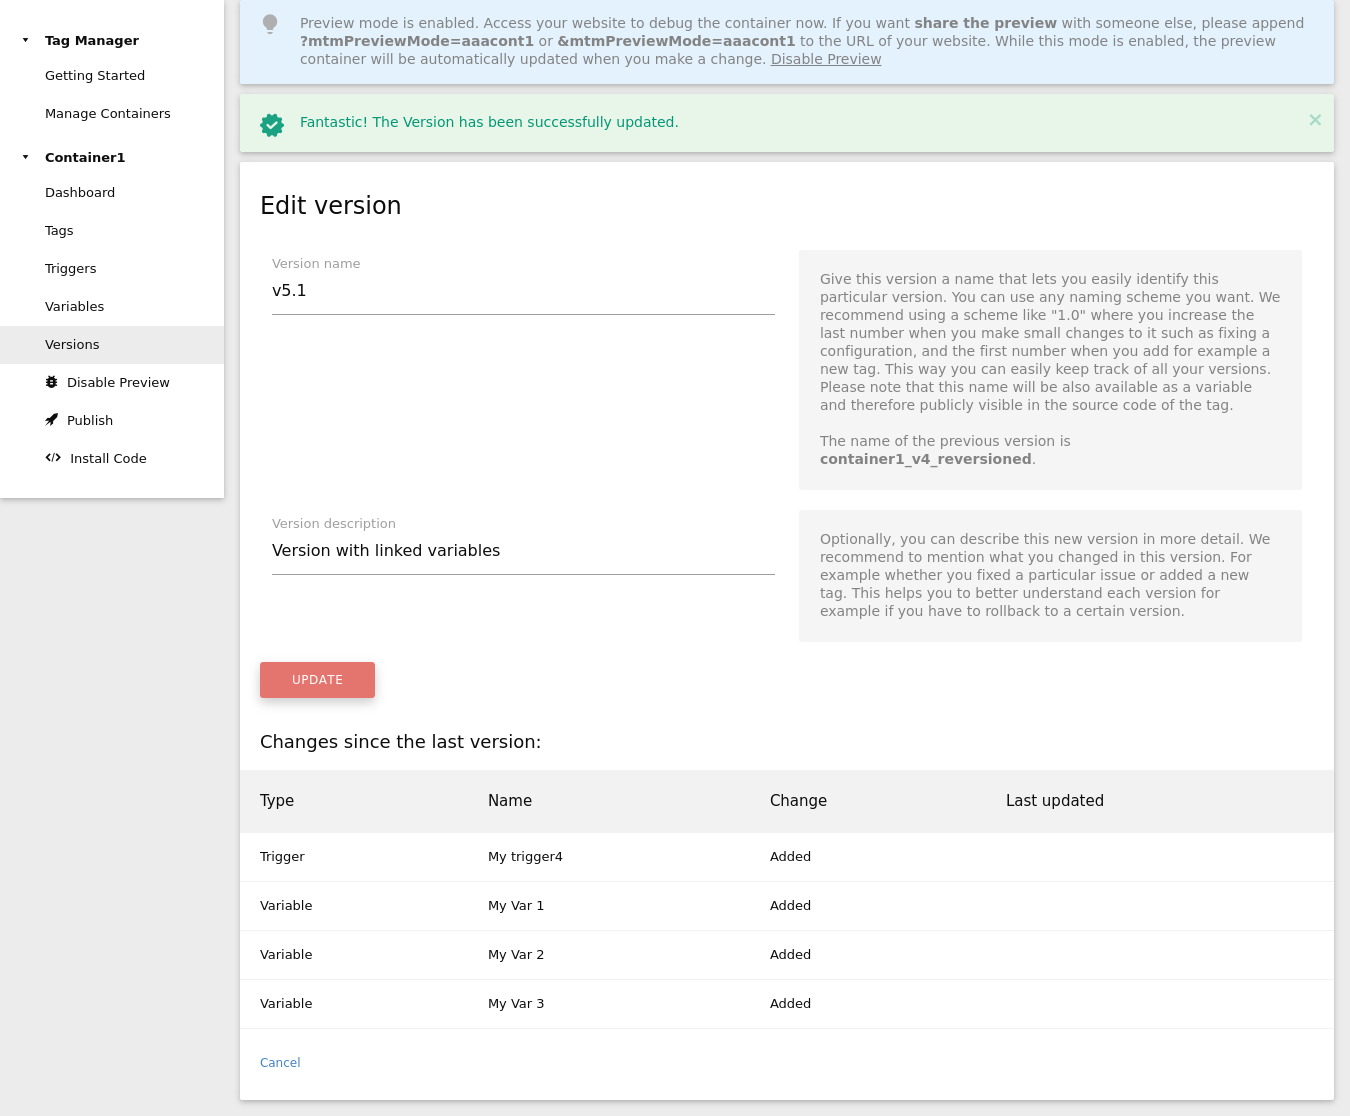 Tag Manager
Getting Started
Manage Containers
Container1
Dashboard
Tags
Triggers
Variables
Versions
Disable Preview
Publish
Install Code
Preview mode is enabled. Access your website to debug the container now. If you want share the preview with someone else, please append
?mtmPreviewMode=aaacont1 or &mtmPreviewMode=aaacont1 to the URL of your website. While this mode is enabled, the preview
container will be automatically updated when you make a change. Disable Preview
Fantastic! The Version has been successfully updated.
×
Edit version
Version name
v5.1
Give this version a name that lets you easily identify this
particular version. You can use any naming scheme you want. We
recommend using a scheme like "1.0" where you increase the
last number when you make small changes to it such as fixing a
configuration, and the first number when you add for example a
new tag. This way you can easily keep track of all your versions.
Please note that this name will be also available as a variable
and therefore publicly visible in the source code of the tag.
The name of the previous version is
container1_v4_reversioned.
Version description
Version with linked variables
Optionally, you can describe this new version in more detail. We
recommend to mention what you changed in this version. For
example whether you fixed a particular issue or added a new
tag. This helps you to better understand each version for
example if you have to rollback to a certain version.
UPDATE
Changes since the last version:
Type Name Change Last updated
Trigger My trigger4 Added
Variable My Var 1 Added
Variable My Var 2 Added
Variable My Var 3 Added
Cancel